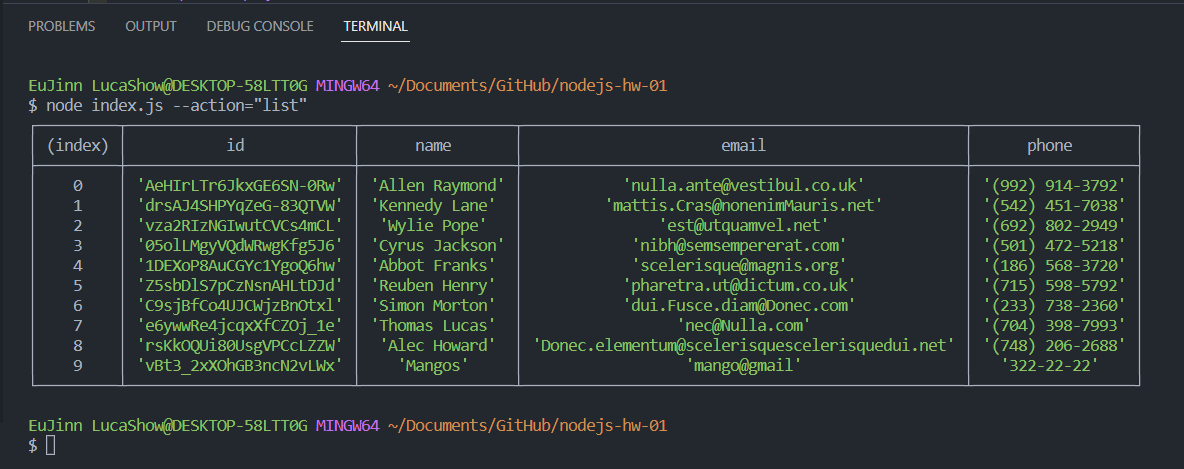 PROBLEMS OUTPUT DEBUG CONSOLE TERMINAL
EuJinn LucaShow@DESKTOP-58LTT0G MINGW64 ~/Documents/GitHub/nodejs-hw-01
$ node index.js --action="list"
(index) id name email phone
0 'AeHIrLTr6JkxGE6SN-0Rw' 'Allen Raymond' 'nulla.ante@vestibul.co.uk' '(992) 914-3792'
1 'drsAJ4SHPYqZeG-83QTVW' 'Kennedy Lane' 'mattis.Cras@nonenimMauris.net' '(542) 451-7038'
2 'vza2RIzNGIwutCVCs4mCL' 'Wylie Pope' 'est@utquamvel.net' '(692) 802-2949'
3 '05olLMgyVQdWRwgKfg5J6' 'Cyrus Jackson' 'nibh@semsempererat.com' '(501) 472-5218'
4 '1DEXoP8AuCGYc1YgoQ6hw' 'Abbot Franks' 'scelerisque@magnis.org' '(186) 568-3720'
5 'Z5sbDlS7pCzNsnAHLtDJd' 'Reuben Henry' 'pharetra.ut@dictum.co.uk' '(715) 598-5792'
6 'C9sjBfCo4UJCWjzBnOtxl' 'Simon Morton' 'dui.Fusce.diam@Donec.com' '(233) 738-2360'
7 'e6ywwRe4jcqxXfCZOj_1e' 'Thomas Lucas' 'nec@Nulla.com' '(704) 398-7993'
8 'rsKkOQUi80UsgVPCcLZZW' 'Alec Howard' 'Donec.elementum@scelerisquescelerisquedui.net' '(748) 206-2688'
9 'vBt3_2xXOhGB3ncN2vLWx' 'Mangos' 'mango@gmail' '322-22-22'
EuJinn LucaShow@DESKTOP-58LTT0G MINGW64 ~/Documents/GitHub/nodejs-hw-01
$